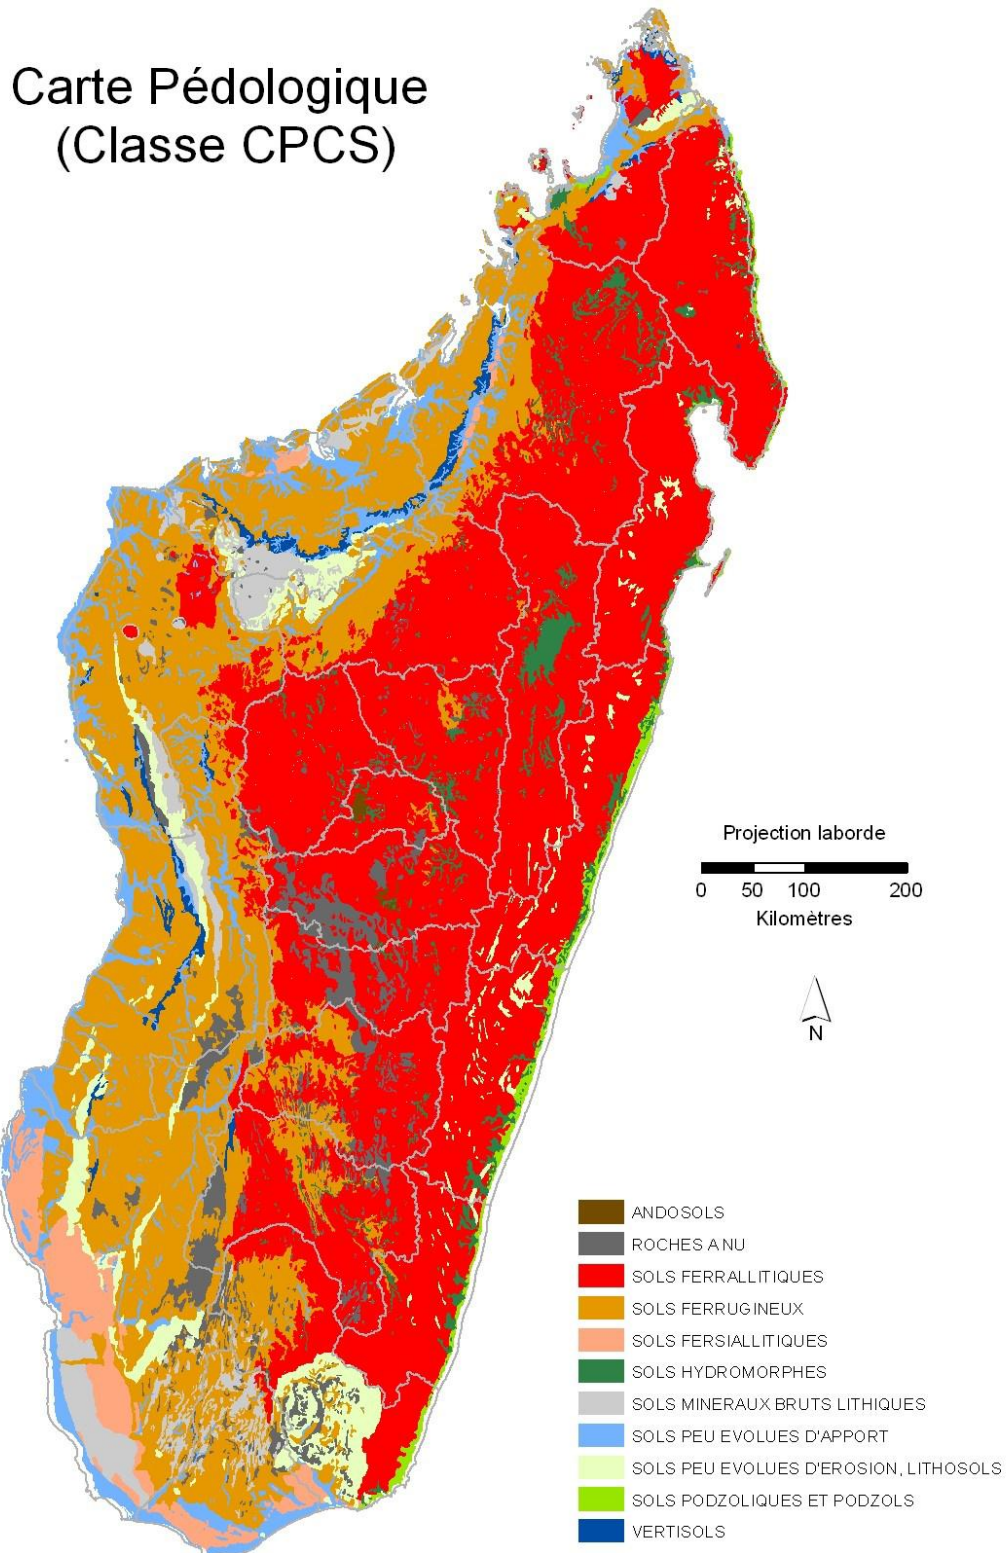 Carte Pédologique
(Classe CPCS)
Projection laborde
0 50 100 200
Kilomètres
N
ANDOSOLS
ROCHES A NU
SOLS FERRALLITIQUES
SOLS FERRUGINEUX
SOLS FERSIALLITIQUES
SOLS HYDROMORPHES
SOLS MINERAUX BRUTS LITHIQUES
SOLS PEU EVOLUES D'APPORT
SOLS PEU EVOLUES D'EROSION, LITHOSOLS
SOLS PODZOLIQUES ET PODZOLS
VERTISOLS